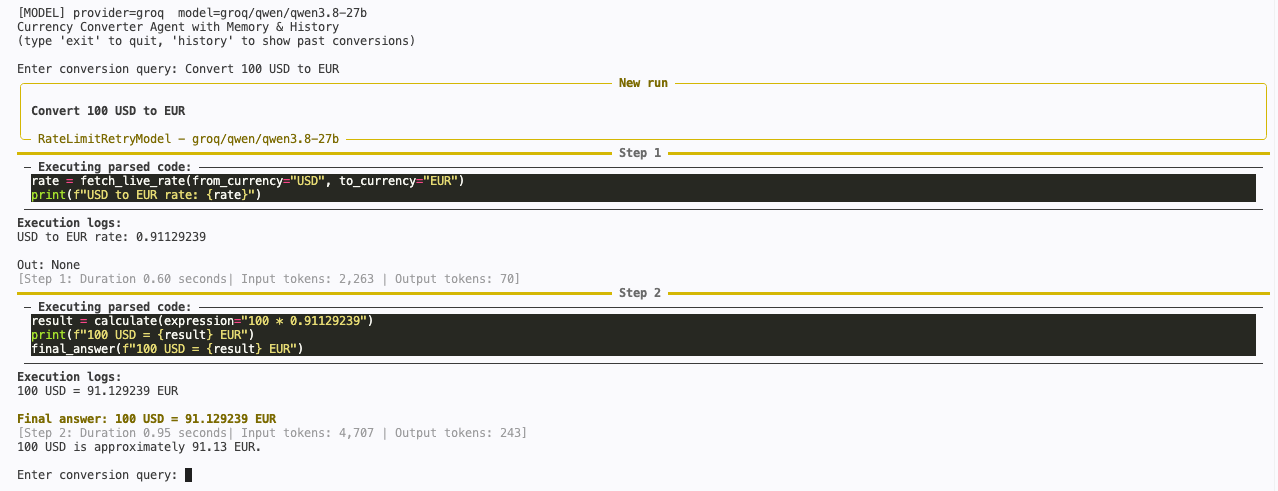 [MODEL] provider=groq  model=groq/qwen/qwen3.8-27b
Currency Converter Agent with Memory & History
(type 'exit' to quit, 'history' to show past conversions)
Enter conversion query: Convert 100 USD to EUR
New run
Convert 100 USD to EUR
RateLimitRetryModel - groq/qwen/qwen3.8-27b
Step 1
Executing parsed code:
rate = fetch_live_rate(from_currency="USD", to_currency="EUR")
print(f"USD to EUR rate: {rate}")
Execution logs:
USD to EUR rate: 0.91129239
Out: None
[Step 1: Duration 0.60 seconds| Input tokens: 2,263 | Output tokens: 70]
Step 2
Executing parsed code:
result = calculate(expression="100 * 0.91129239")
print(f"100 USD = {result} EUR")
final_answer(f"100 USD = {result} EUR")
Execution logs:
100 USD = 91.129239 EUR
Final answer: 100 USD = 91.129239 EUR
[Step 2: Duration 0.95 seconds| Input tokens: 4,707 | Output tokens: 243]
100 USD is approximately 91.13 EUR.
Enter conversion query: